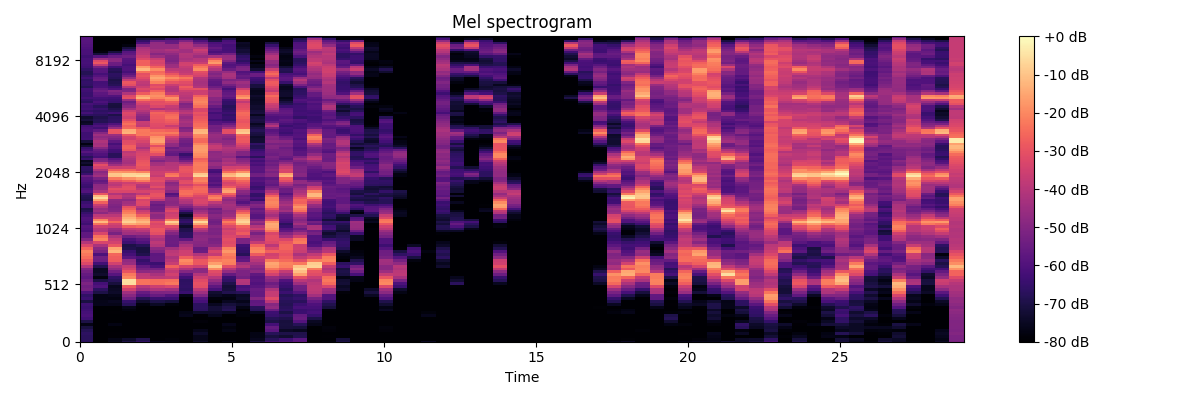 Mel spectrogram
8192
4096
2048
1024
512
0
Hz
0 5 10 15 20 25
Time
+0 dB
-10 dB
-20 dB
-30 dB
-40 dB
-50 dB
-60 dB
-70 dB
-80 dB